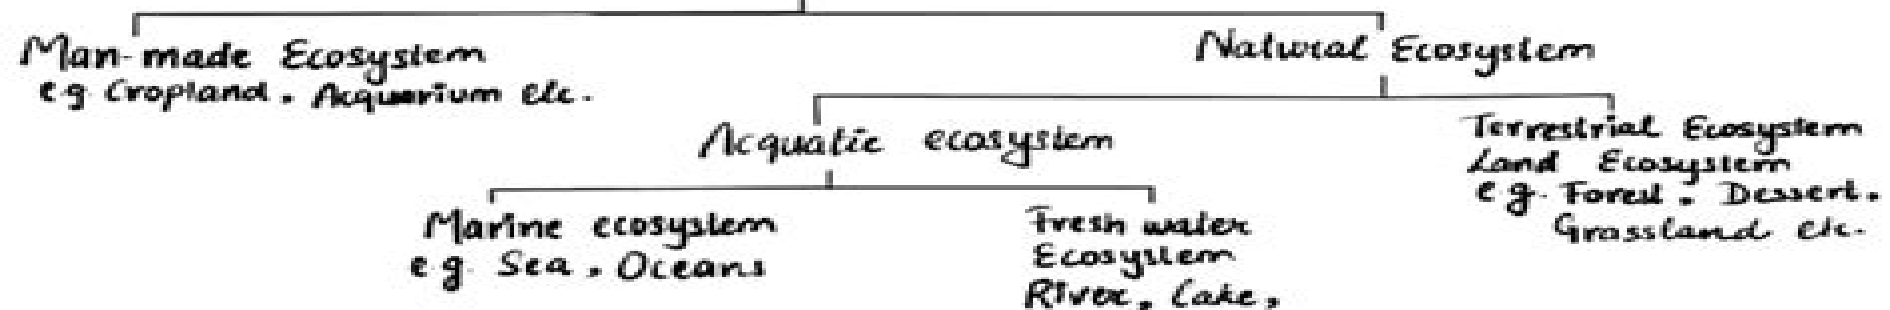 Man-made Ecosystem
e.g. Cropland, Acquarium etc.
Natural Ecosystem
Acquatic ecosystem
Terrestrial Ecosystem
Land Ecosystem
e.g. Forest, Dessert,
Grassland etc.
Marine ecosystem
e.g. Sea, Oceans
Fresh water
Ecosystem
River, Lake,